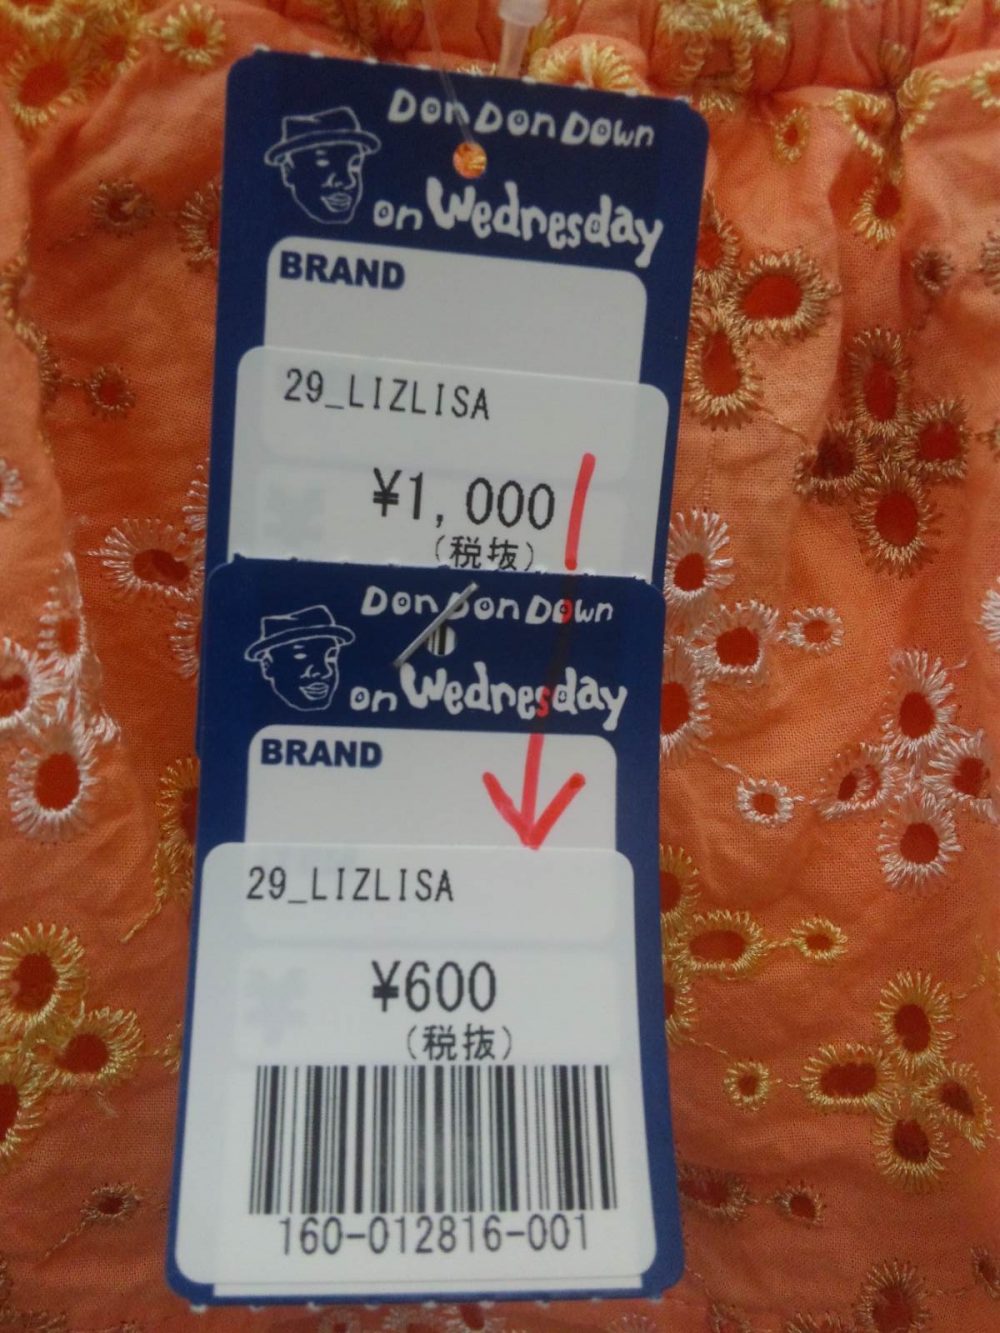 Don Don Down
on Wednesday
BRAND
29_LIZLISA
¥1,000
(税抜)
Don Don Down
on Wednesday
BRAND
29_LIZLISA
¥600
(税抜)
160-012816-001